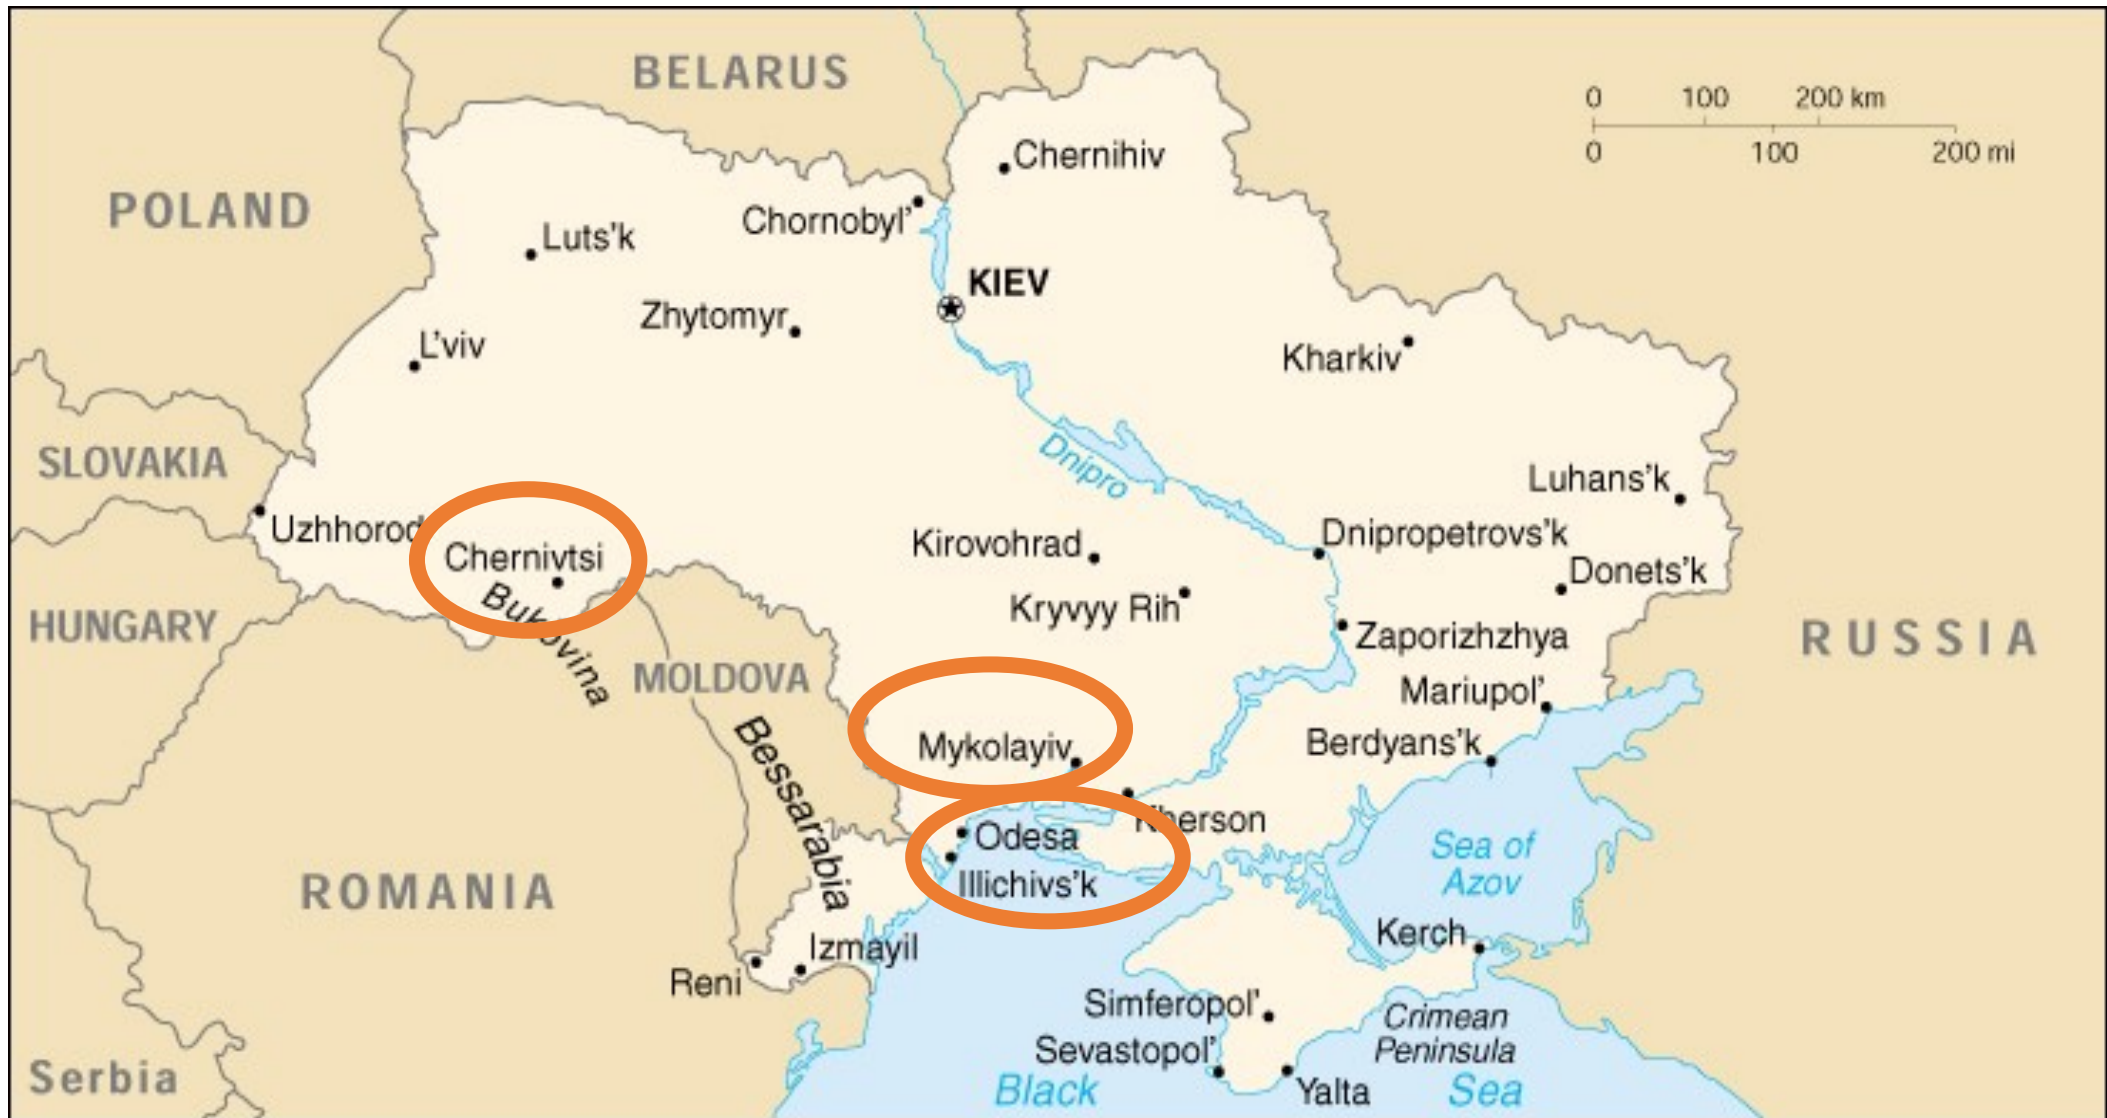 BELARUS
0 100 200 km
0 100 200 mi
Chernihiv
POLAND
Chornobyl'
Luts'k
KIEV
Zhytomyr
L'viv
Kharkiv
Dnipro
SLOVAKIA
Luhans'k
Uzhhorod
Chernivtsi
Kirovohrad
Dnipropetrovs'k
Donets'k
Bukovina
Kryvyy Rih
HUNGARY
Zaporizhzhya
RUSSIA
MOLDOVA
Mariupol'
Mykolayiv
Berdyans'k
Bessarabia
Kherson
Odesa
Sea of
Azov
Illichivs'k
ROMANIA
Kerch
Izmayil
Reni
Simferopol'
Crimean
Peninsula
Sevastopol'
Serbia
Black Sea
Yalta